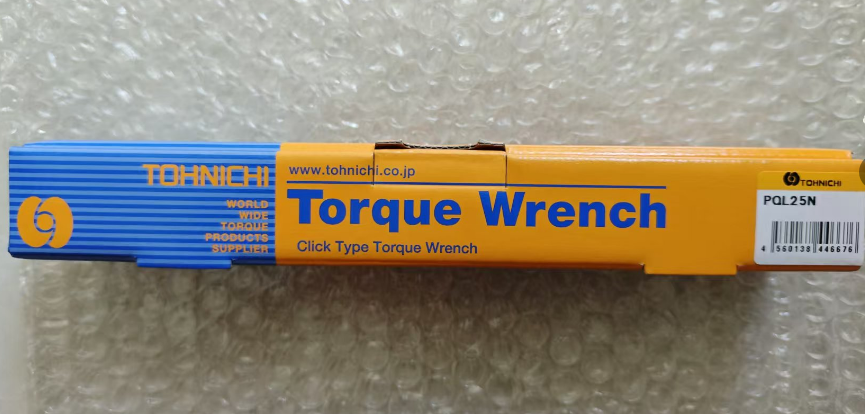 TOHNICHI
WORLD
WIDE
TORQUE
PRODUCTS
SUPPLIER
www.tohnichi.co.jp
Torque Wrench
Click Type Torque Wrench
TOHNICHI
PQL25N
4 560138 446676